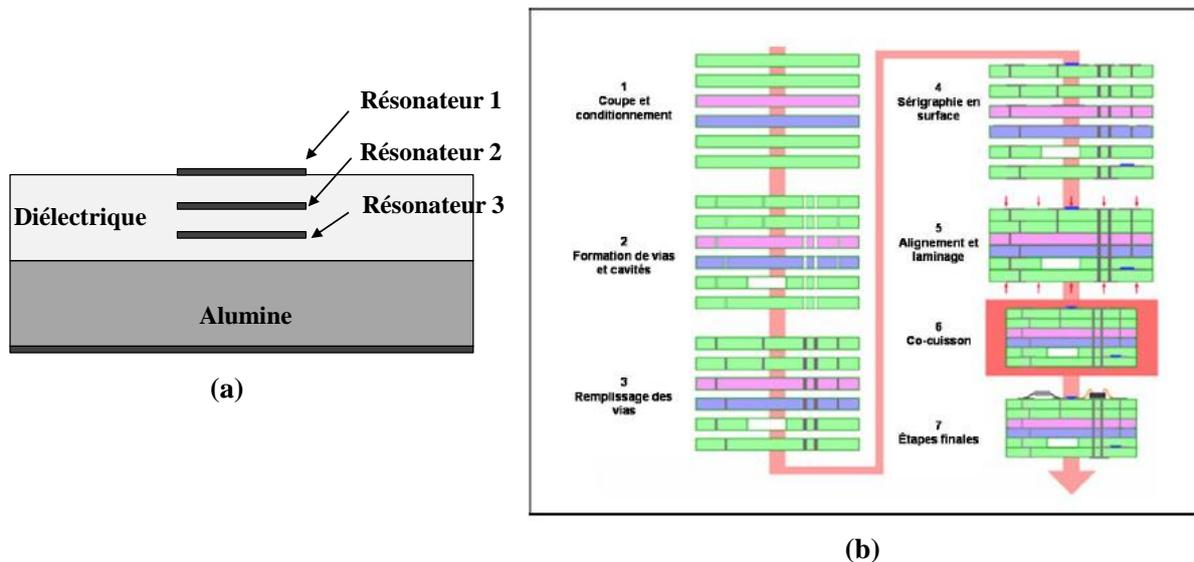 Résonateur 1
Résonateur 2
Résonateur 3
Diélectrique
Alumine
(a)
1
Coupe et
conditionnement
2
Formation de vias
et cavités
3
Remplissage des
vias
4
Sérigraphie en
surface
5
Alignement et
laminage
6
Co-cuisson
7
Étapes finales
(b)